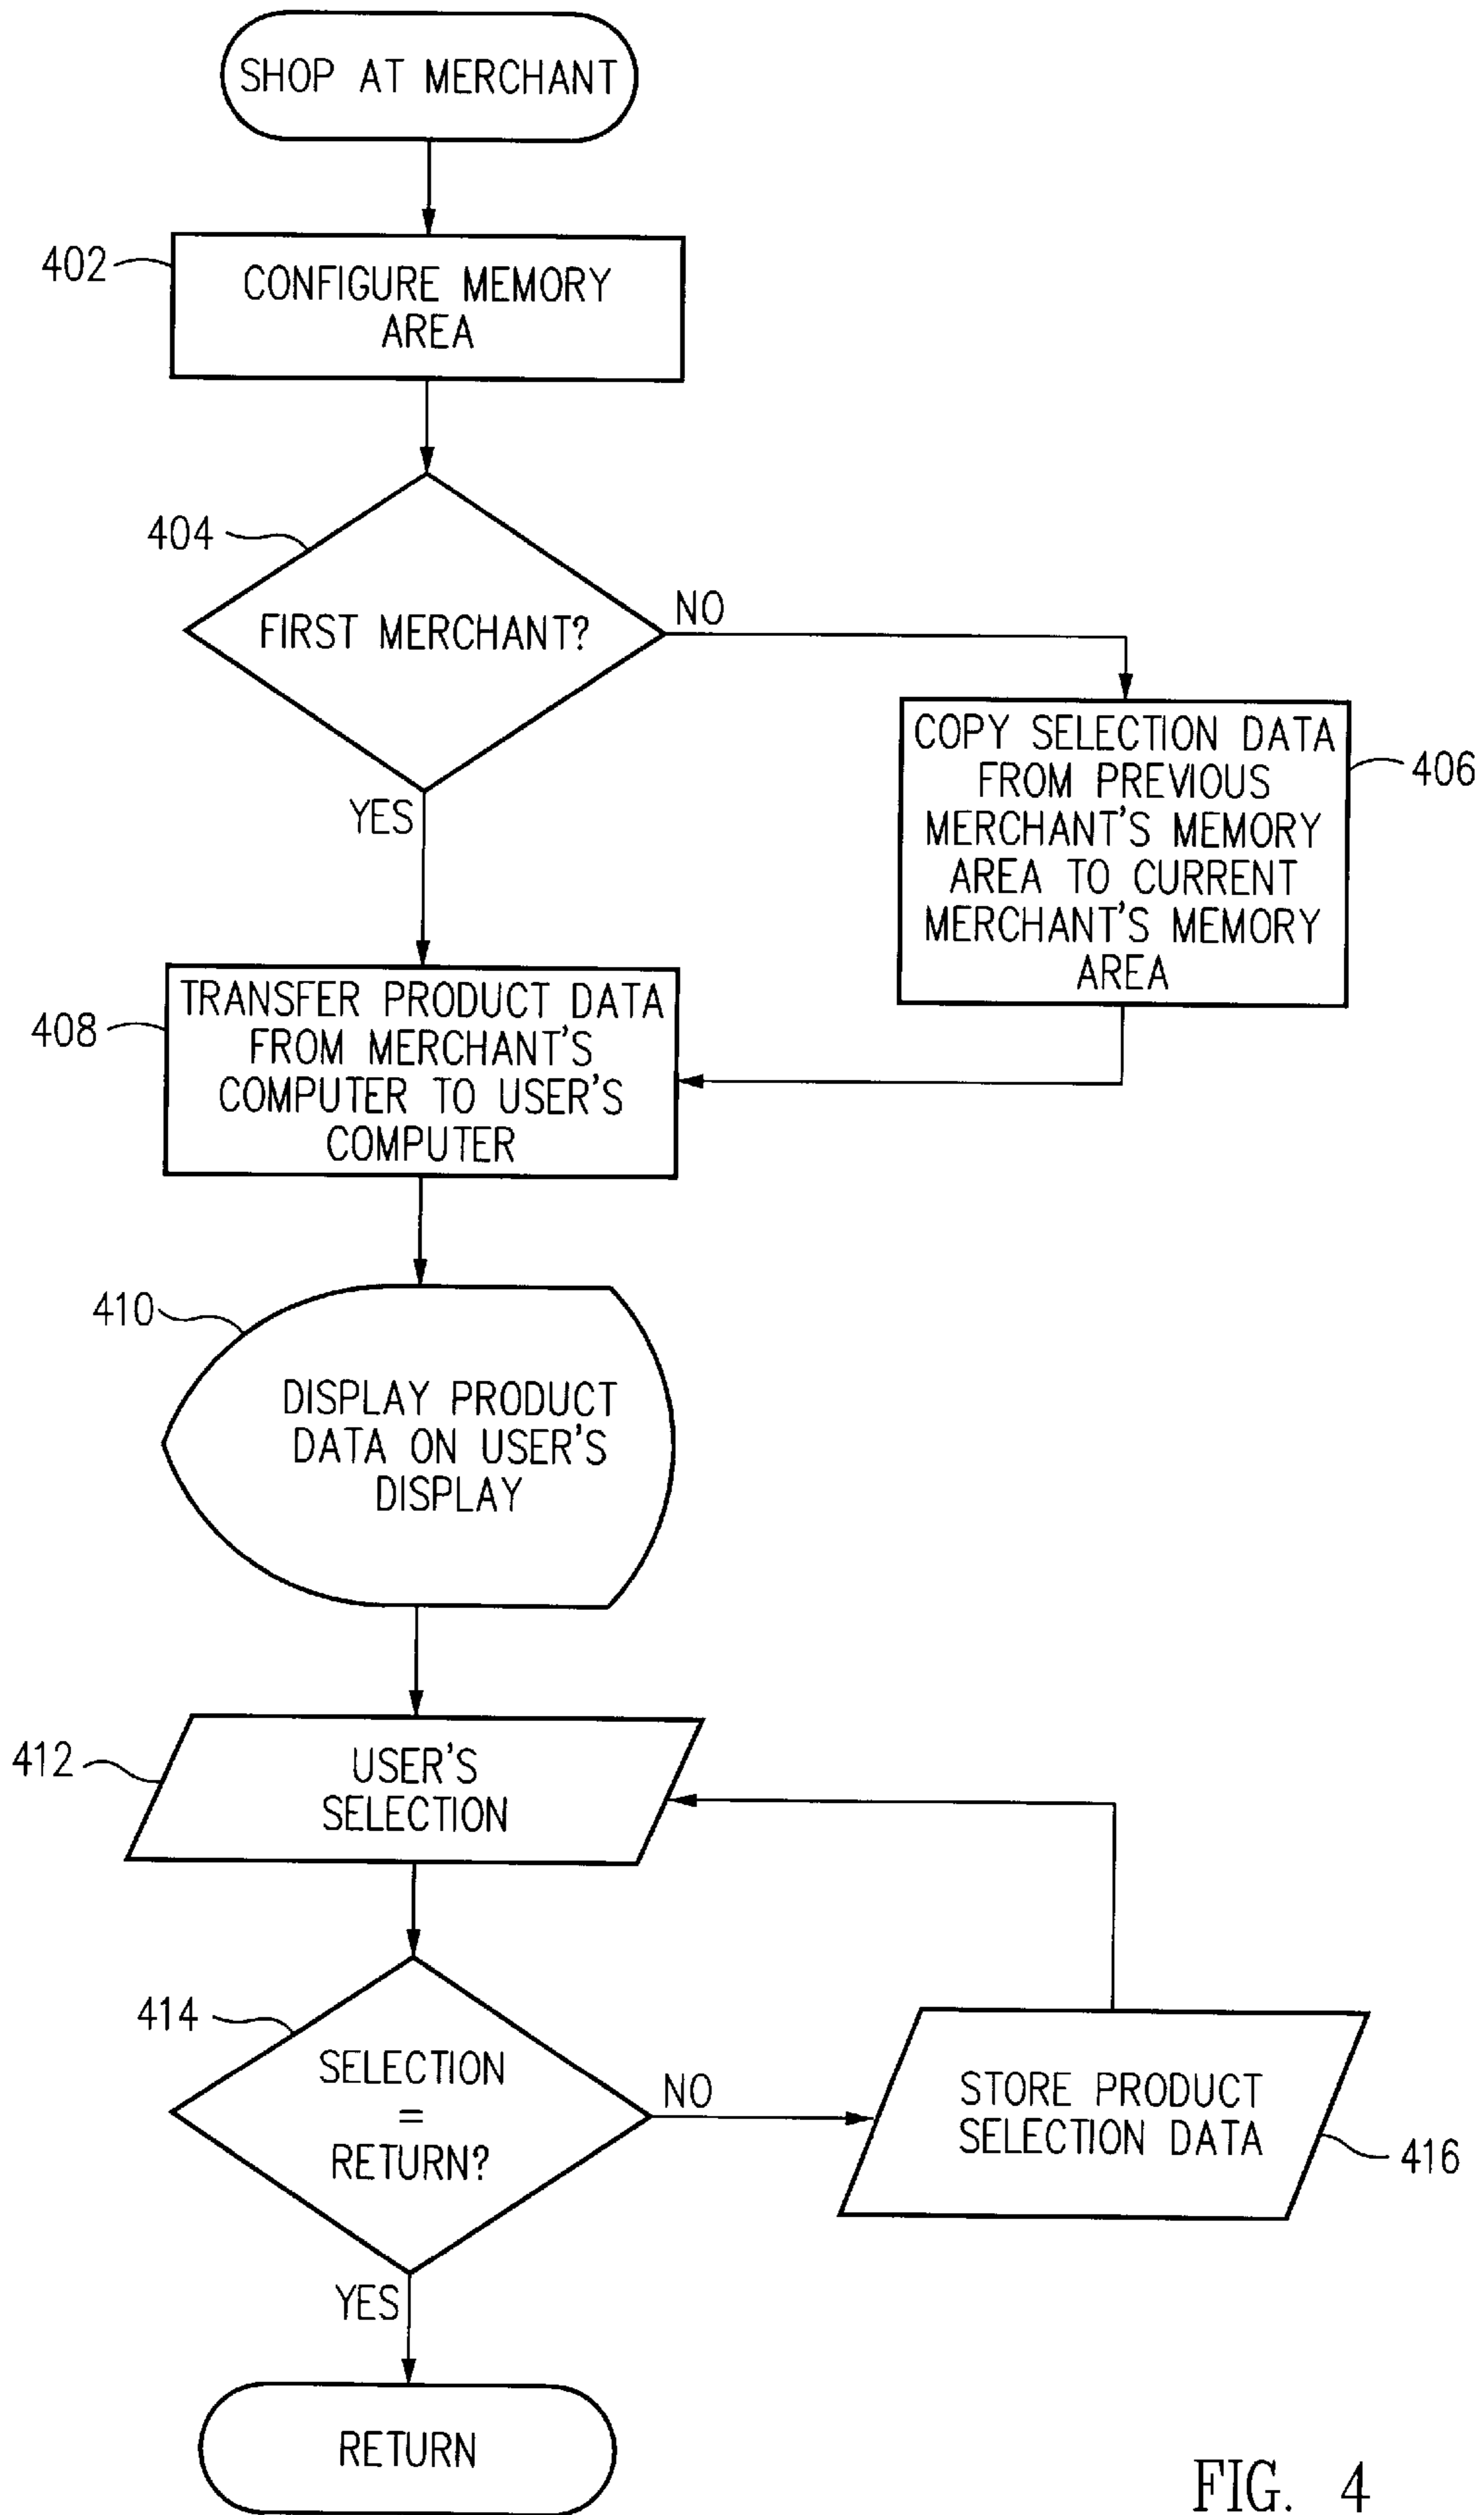 SHOP AT MERCHANT
402
CONFIGURE MEMORY
AREA
404
FIRST MERCHANT?
NO
YES
COPY SELECTION DATA
FROM PREVIOUS
MERCHANT'S MEMORY
AREA TO CURRENT
MERCHANT'S MEMORY
AREA
406
408
TRANSFER PRODUCT DATA
FROM MERCHANT'S
COMPUTER TO USER'S
COMPUTER
410
DISPLAY PRODUCT
DATA ON USER'S
DISPLAY
412
USER'S
SELECTION
414
SELECTION
=
RETURN?
NO
STORE PRODUCT
SELECTION DATA
416
YES
RETURN
FIG. 4